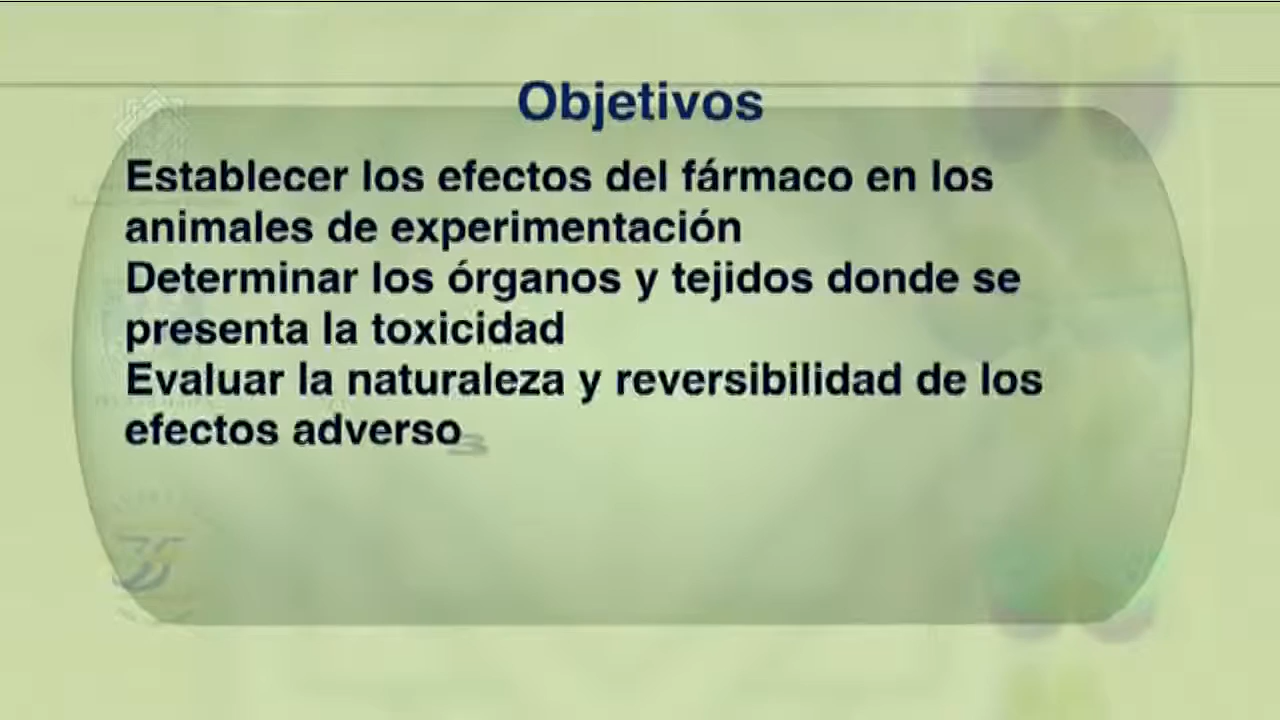 Objetivos
Establecer los efectos del fármaco en los
animales de experimentación
Determinar los órganos y tejidos donde se
presenta la toxicidad
Evaluar la naturaleza y reversibilidad de los
efectos adverso